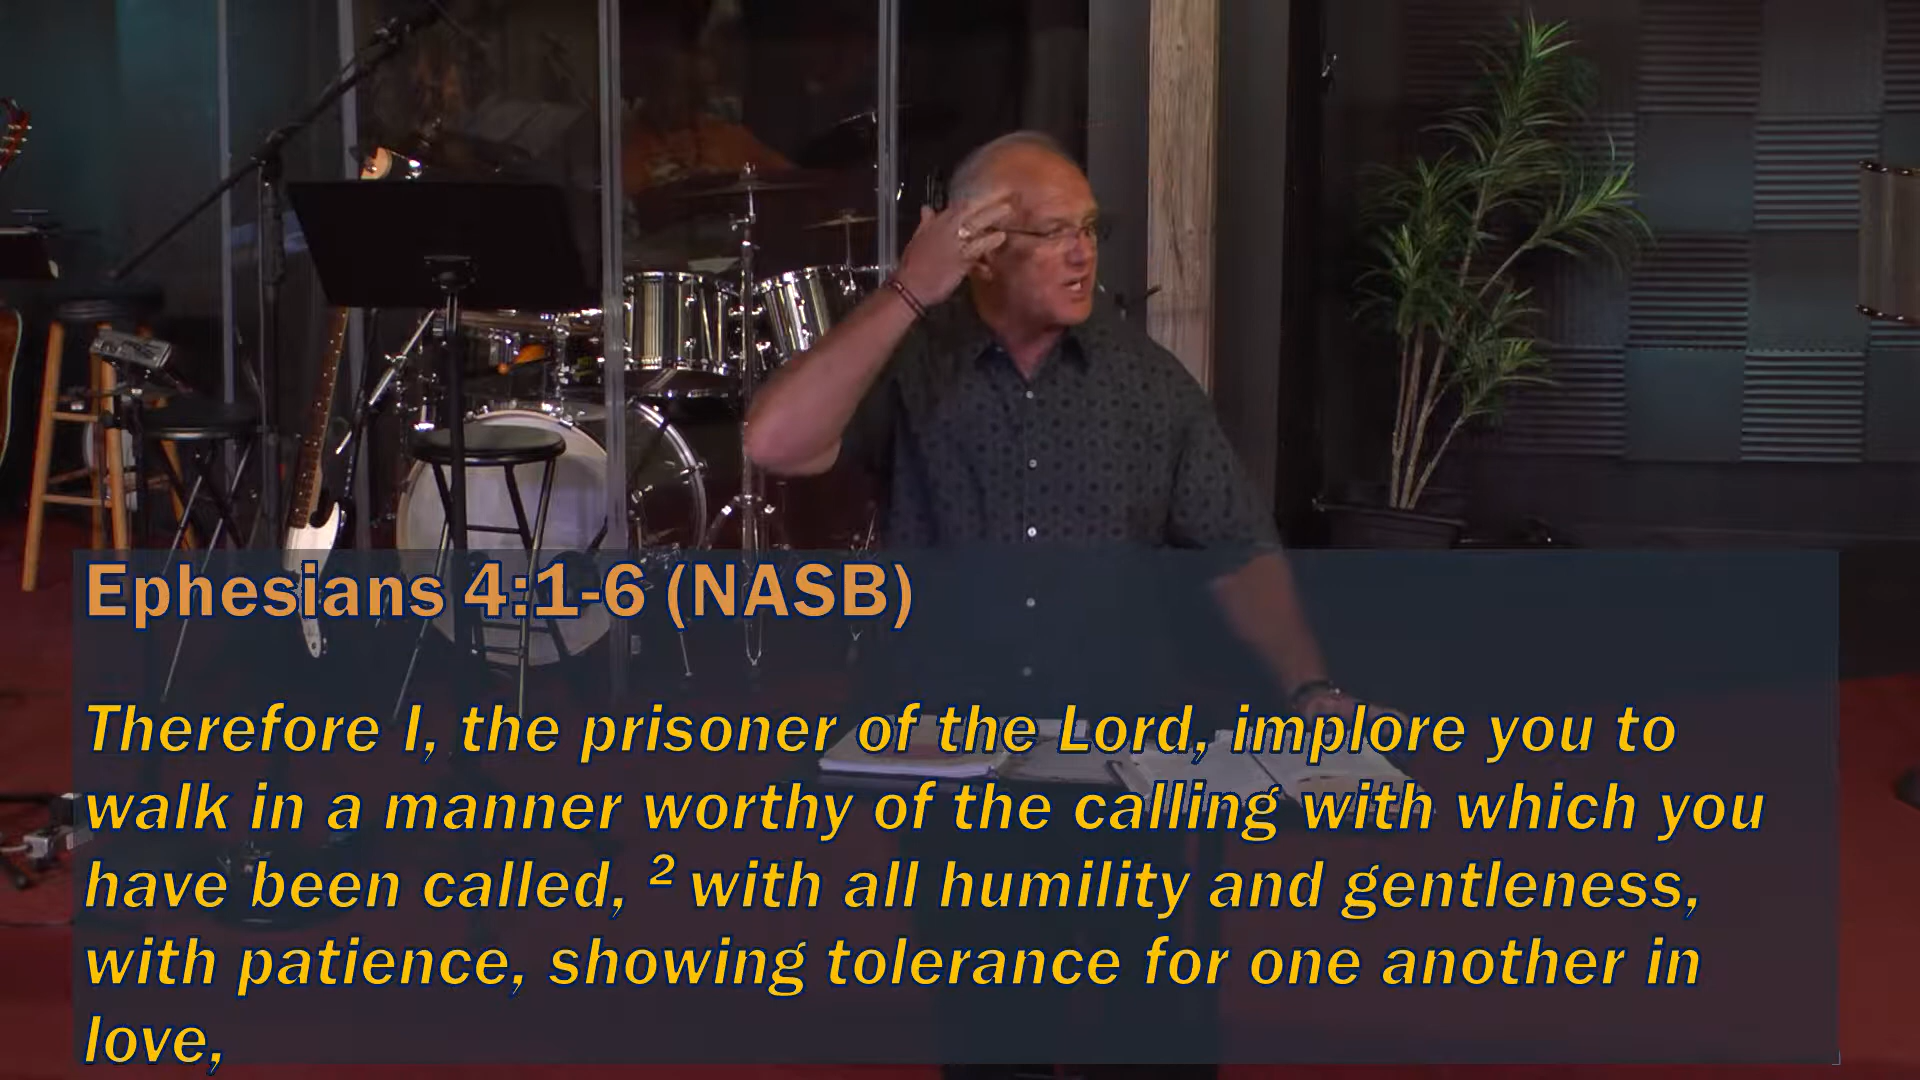 Ephesians 4:1-6 (NASB)
Therefore I, the prisoner of the Lord, implore you to
walk in a manner worthy of the calling with which you
have been called, ² with all humility and gentleness,
with patience, showing tolerance for one another in
love,